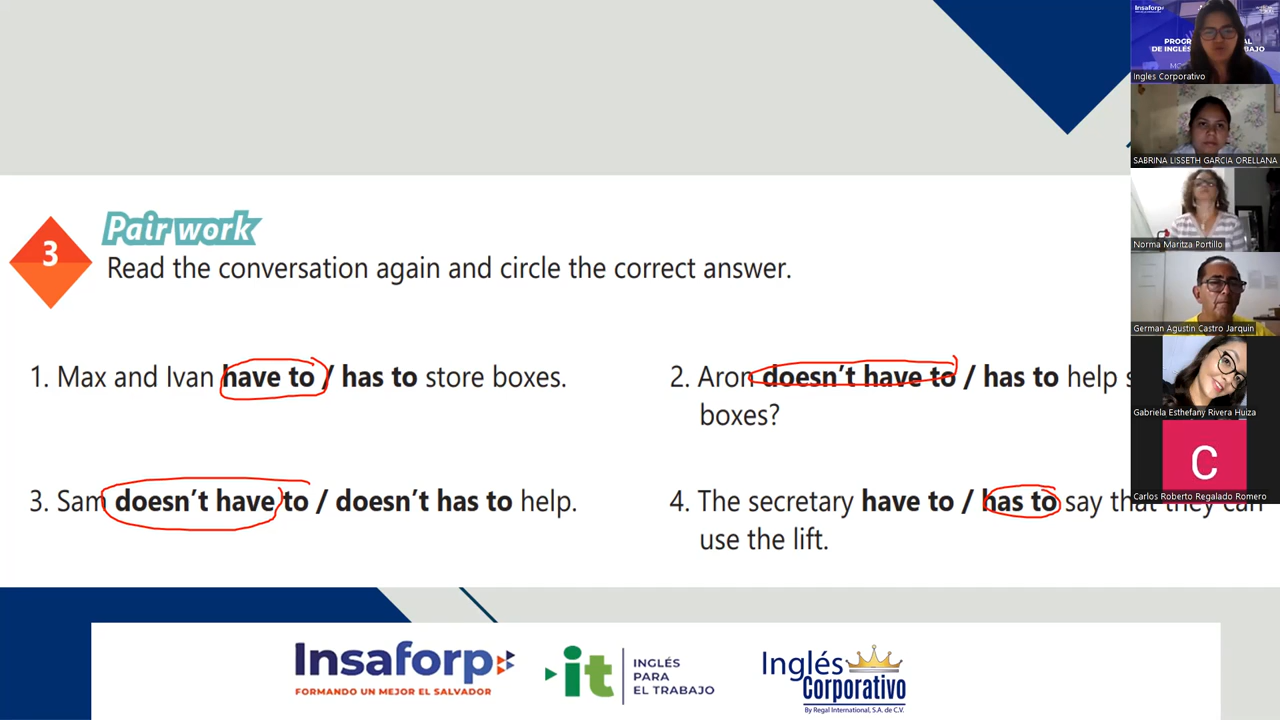 3
Pair work
Read the conversation again and circle the correct answer.
1. Max and Ivan have to / has to store boxes.
2. Aron doesn't have to / has to help
boxes?
3. Sam doesn't have to / doesn't has to help.
4. The secretary have to / has to say that they can
use the lift.
Insaforp
FORMANDO UN MEJOR EL SALVADOR
it
INGLÉS
PARA
EL TRABAJO
Inglés
Corporativo
By Regal International, S.A. de C.V.
Insaforp
Ingles Corporativo
SABRINA LISSETH GARCIA ORELLANA
Norma Maritza Portillo
German Agustin Castro Jarquin
Gabriela Esthefany Rivera Huiza
C
Carlos Roberto Regalado Romero